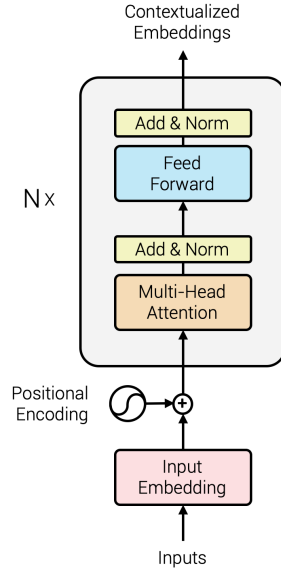 Contextualized
Embeddings
Add & Norm
Feed
Forward
N x
Add & Norm
Multi-Head
Attention
Positional
Encoding
+
Input
Embedding
Inputs